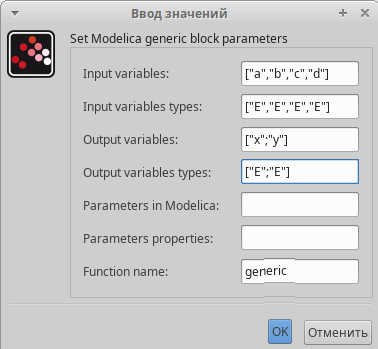 Ввод значений
Set Modelica generic block parameters
Input variables: ["a","b","c","d"]
Input variables types: ["E","E","E","E"]
Output variables: ["x";"y"]
Output variables types: ["E";"E"]
Parameters in Modelica:
Parameters properties:
Function name: generic
OK Отменить